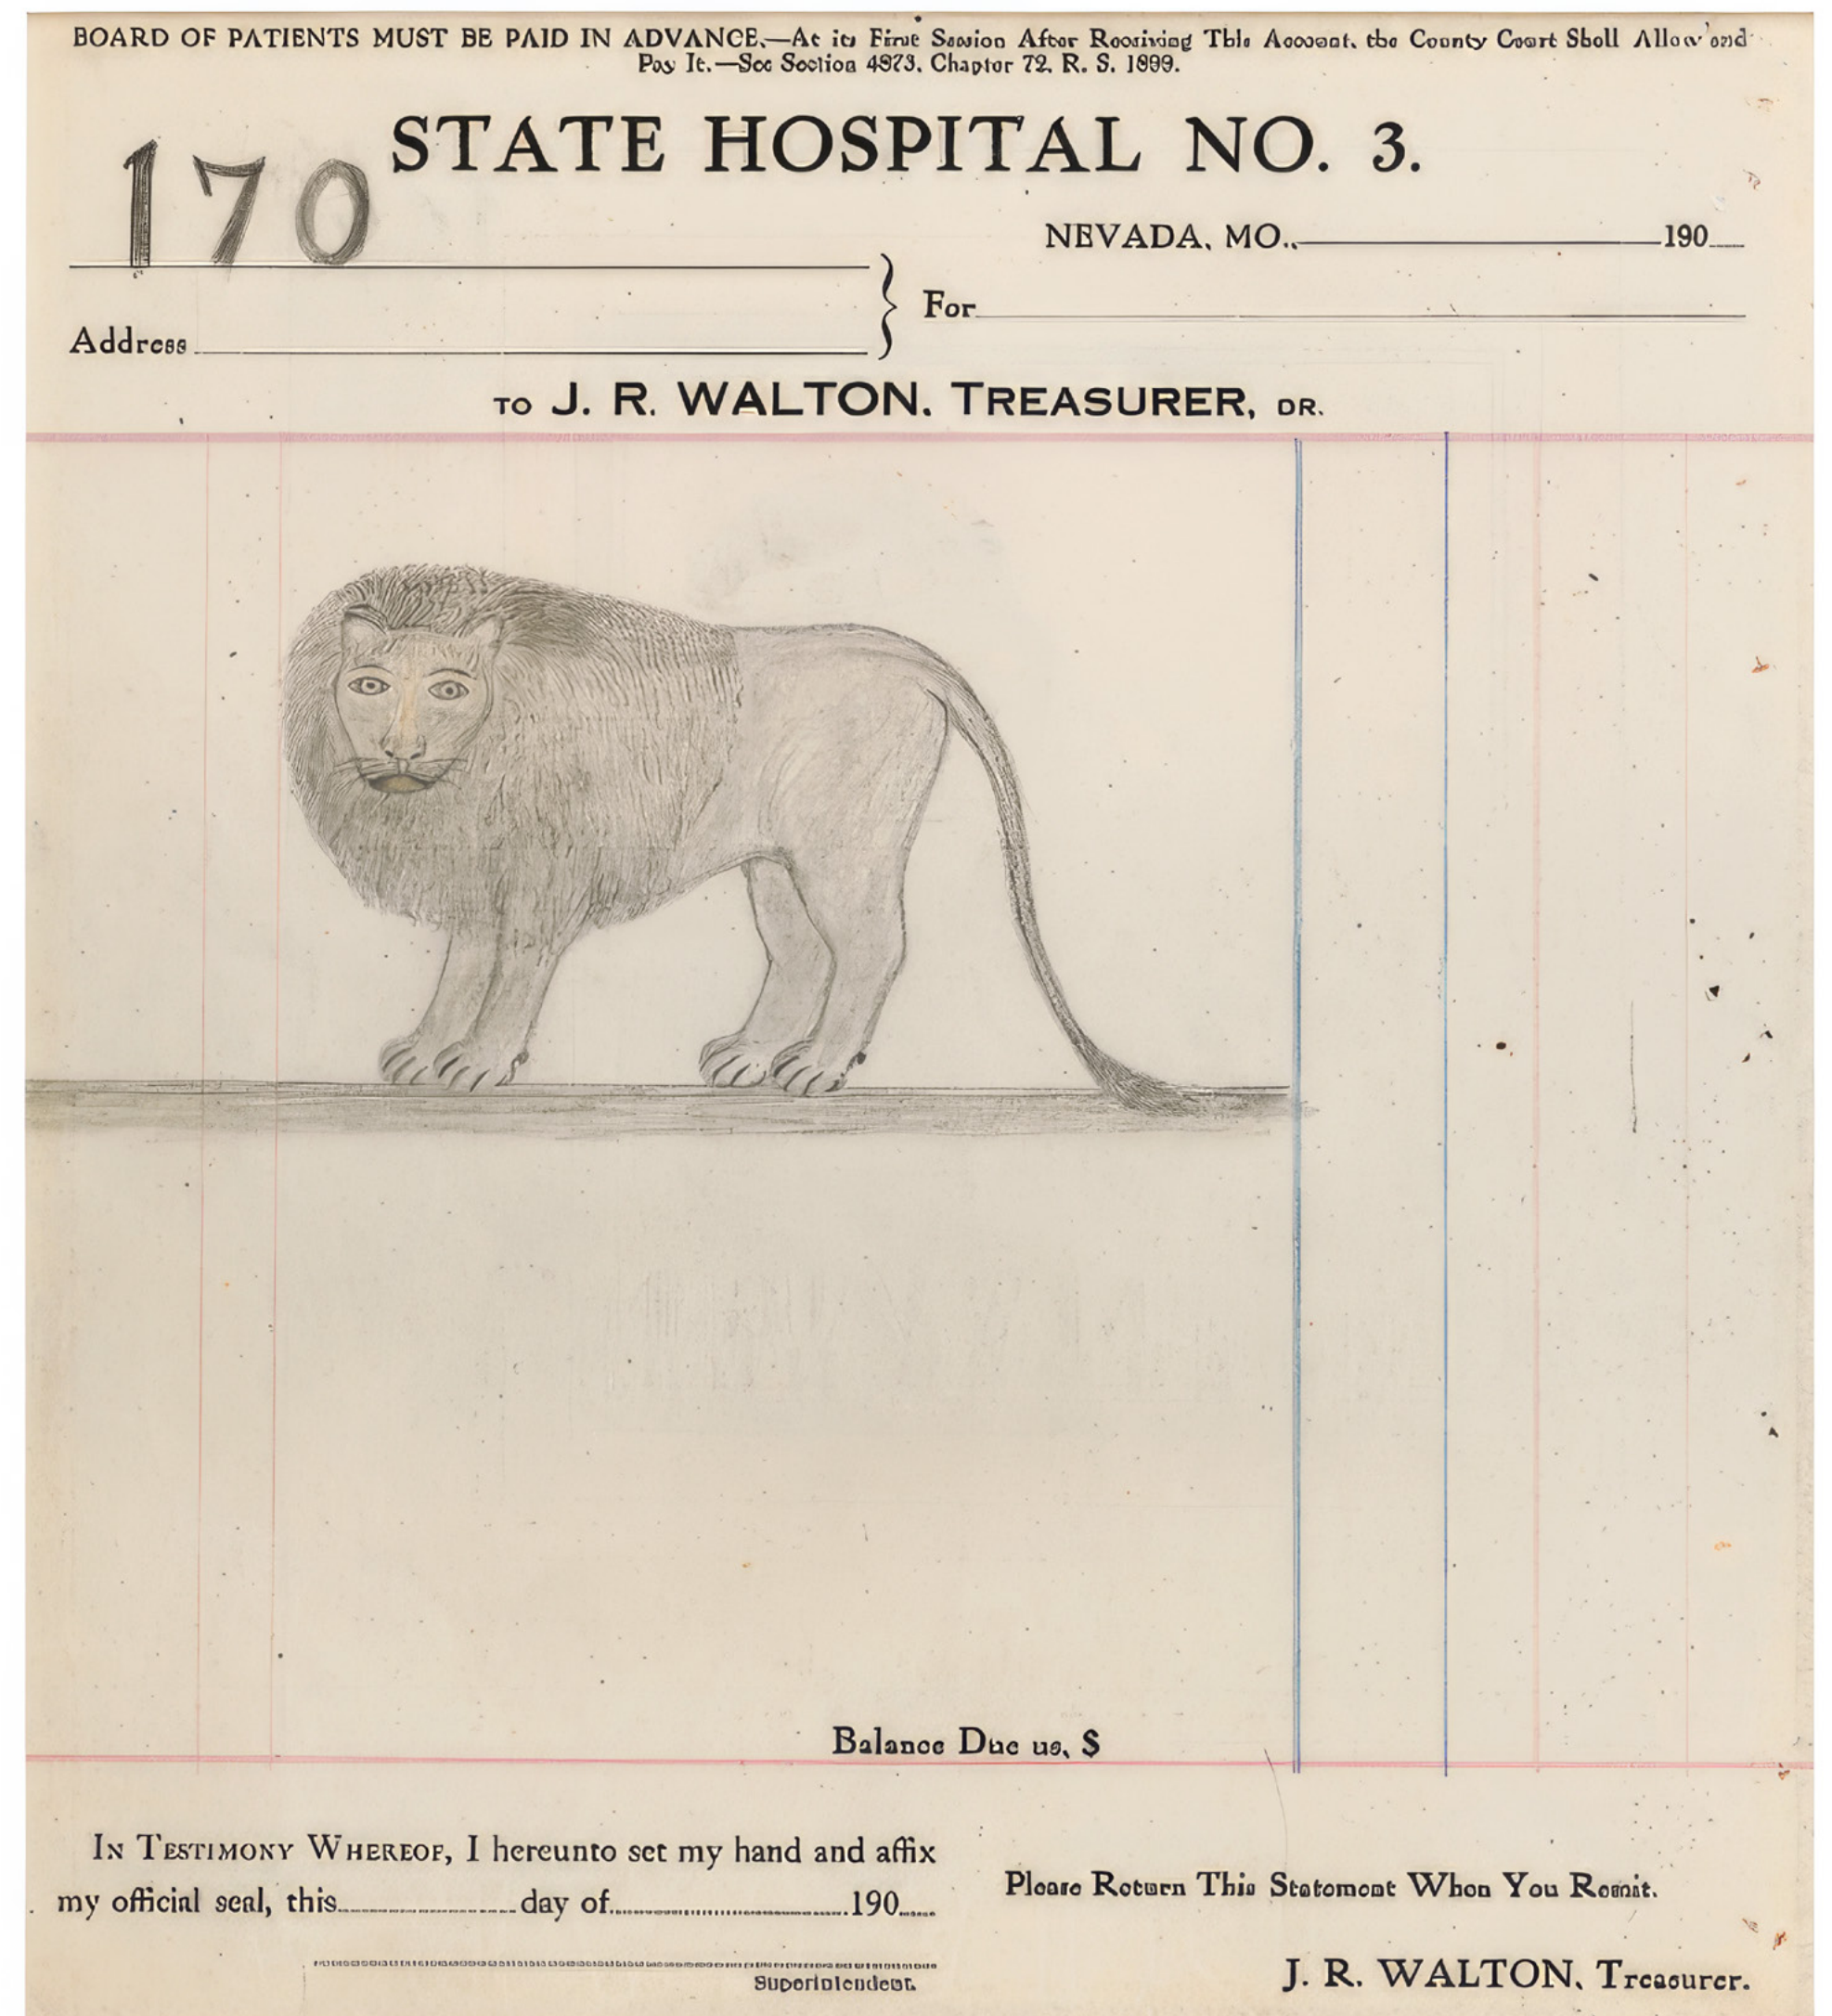 BOARD OF PATIENTS MUST BE PAID IN ADVANCE.—At its First Session After Receiving This Account, the County Court Shall Allow and
Pay It.—See Section Chapter 72, R. S. 1899.
STATE HOSPITAL NO. 3.
170
NEVADA, MO., 190
For
Address
TO J. R. WALTON, TREASURER, DR.
Balance Due us, $
IN TESTIMONY WHEREOF, I hereunto set my hand and affix
my official seal, this day of 190
Superintendent.
Please Return This Statement When You Remit.
J. R. WALTON, Treasurer.